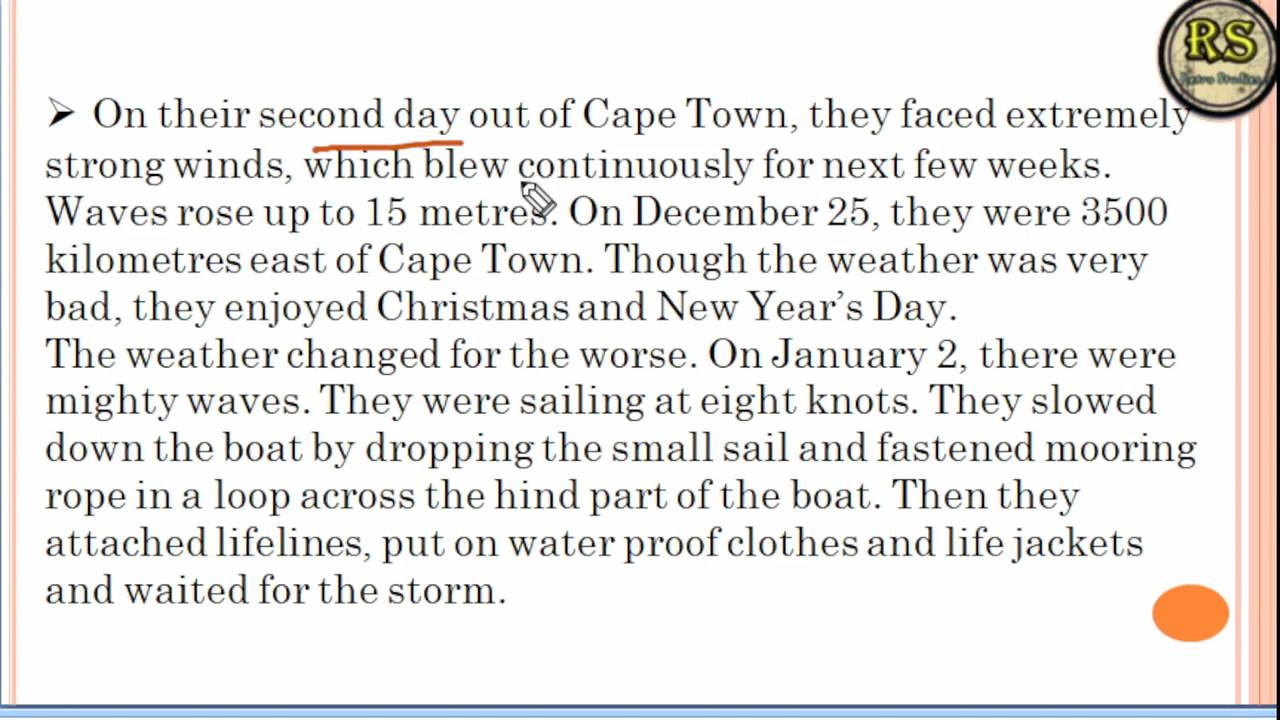 RS
Retro Studies
➢ On their second day out of Cape Town, they faced extremely
strong winds, which blew continuously for next few weeks.
Waves rose up to 15 metres. On December 25, they were 3500
kilometres east of Cape Town. Though the weather was very
bad, they enjoyed Christmas and New Year’s Day.
The weather changed for the worse. On January 2, there were
mighty waves. They were sailing at eight knots. They slowed
down the boat by dropping the small sail and fastened mooring
rope in a loop across the hind part of the boat. Then they
attached lifelines, put on water proof clothes and life jackets
and waited for the storm.